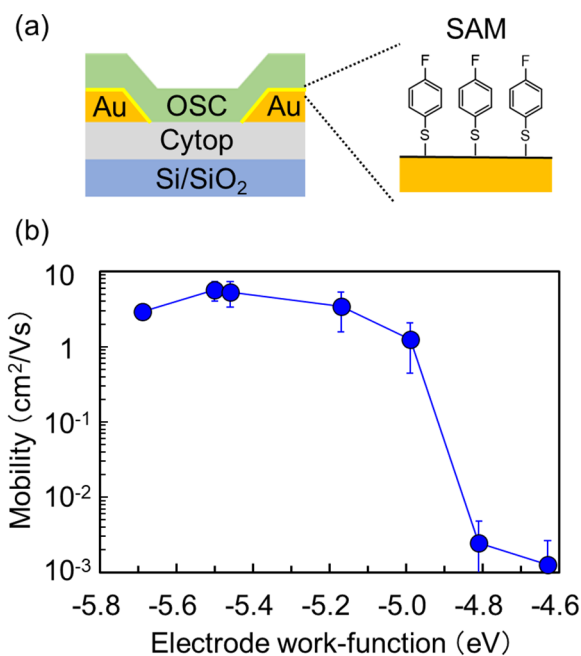 (a)
SAM
F F F
Au OSC Au
S S S
Cytop
Si/SiO₂
(b)
Mobility (cm²/Vs)
10
1
10⁻¹
10⁻²
10⁻³
-5.8 -5.6 -5.4 -5.2 -5.0 -4.8 -4.6
Electrode work-function (eV)